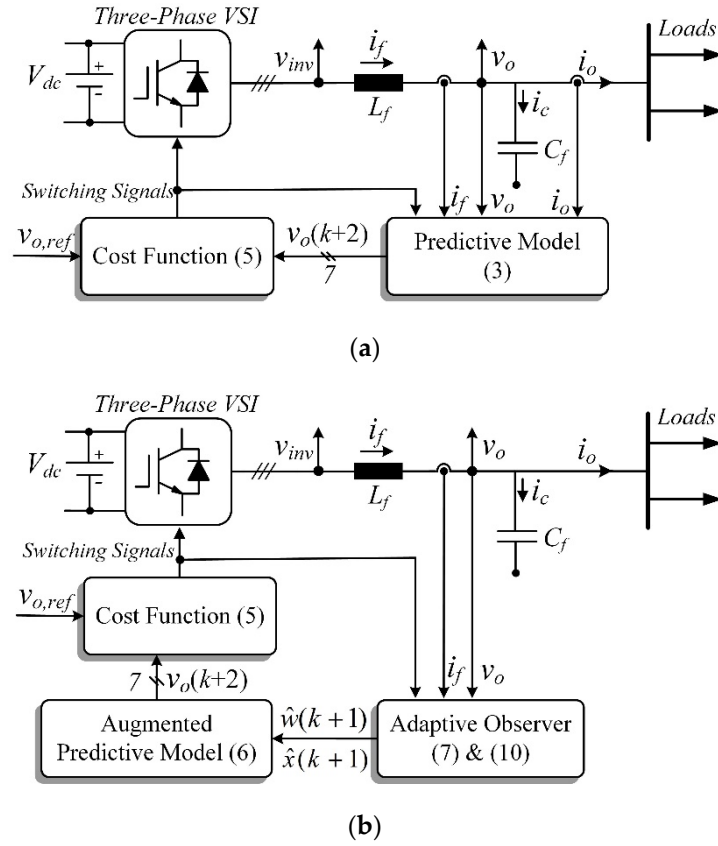 Three-Phase VSI
V_dc
+
-
v_inv
i_f
L_f
v_o
i_o
i_c
C_f
Loads
Switching Signals
v_o,ref
Cost Function (5)
v_o(k+2)
7
i_f
v_o
i_o
Predictive Model
(3)
(a)
Three-Phase VSI
V_dc
+
-
v_inv
i_f
L_f
v_o
i_o
i_c
C_f
Loads
Switching Signals
v_o,ref
Cost Function (5)
7
v_o(k+2)
i_f
v_o
Augmented
Predictive Model (6)
ŵ(k+1)
x̂(k+1)
Adaptive Observer
(7) & (10)
(b)